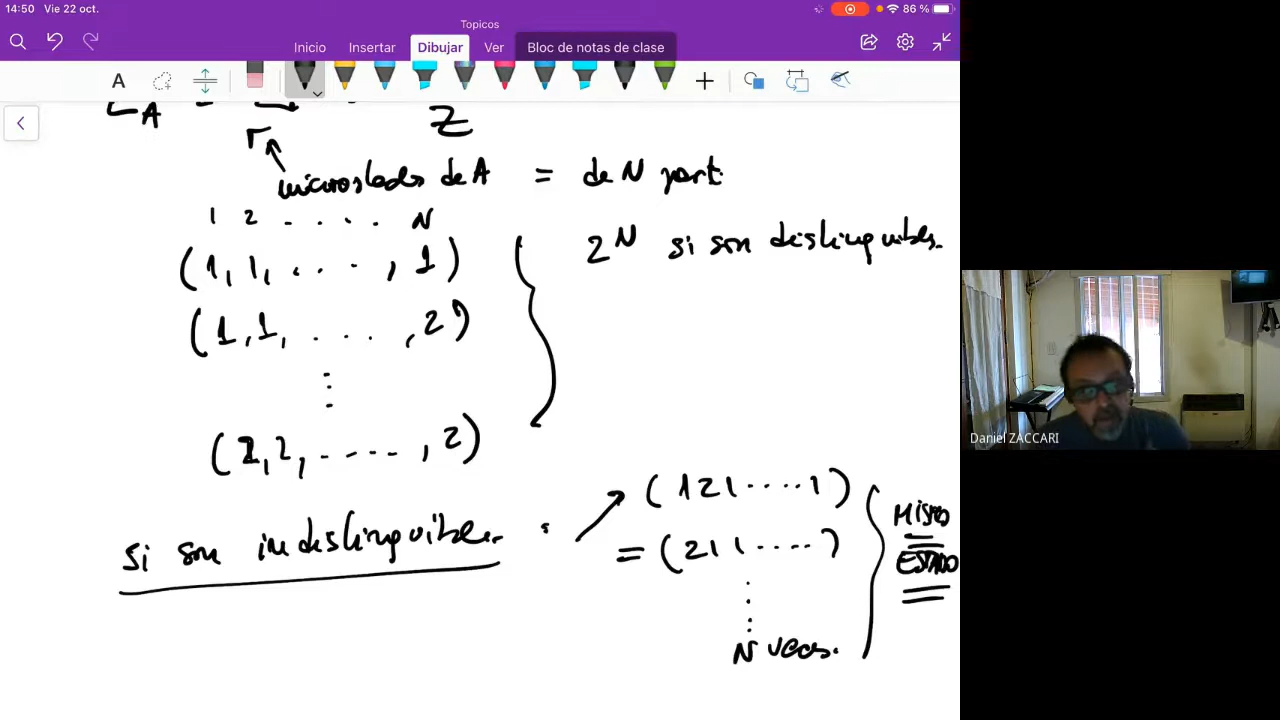 14:50 Vie 22 oct.
86 %
Topicos
Inicio Insertar Dibujar Ver Bloc de notas de clase
A
A = r Z
microstados de A = de N part.
1 2 . . . . . N
(1, 1, . . . , 1)
2^N si son distinguibles.
(1, 1, . . . . , 2)
(2, 2, . . . . , 2)
si son indistinguibles.
(1 2 1 . . . . 1)
= (2 1 1 . . . . )
N veces.
MISMO
ESTADO
Daniel ZACCARI